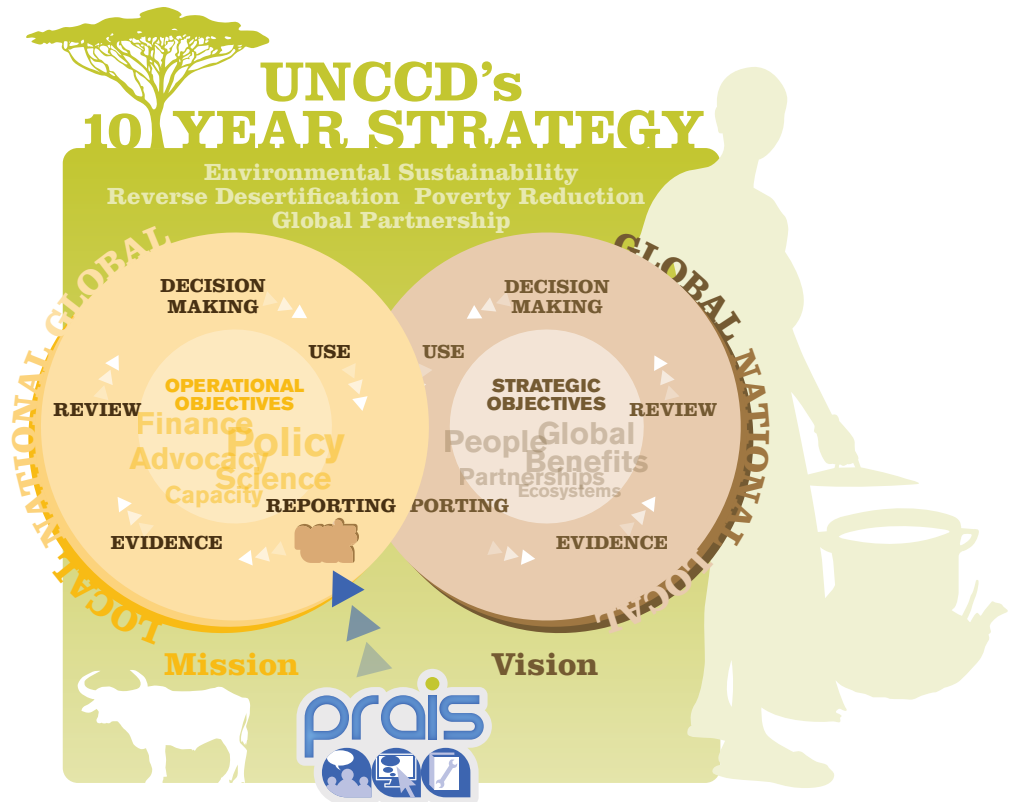 UNCCD's
10 YEAR STRATEGY
Environmental Sustainability
Reverse Desertification Poverty Reduction
Global Partnership
LOCAL NATIONAL GLOBAL
DECISION
MAKING
USE
REVIEW
OPERATIONAL
OBJECTIVES
Finance
Policy
Advocacy
Science
Capacity
REPORTING
EVIDENCE
GLOBAL NATIONAL LOCAL
DECISION
MAKING
USE
STRATEGIC
OBJECTIVES
REVIEW
People
Global
Benefits
Partnerships
Ecosystems
PORTING
EVIDENCE
Mission
Vision
prais